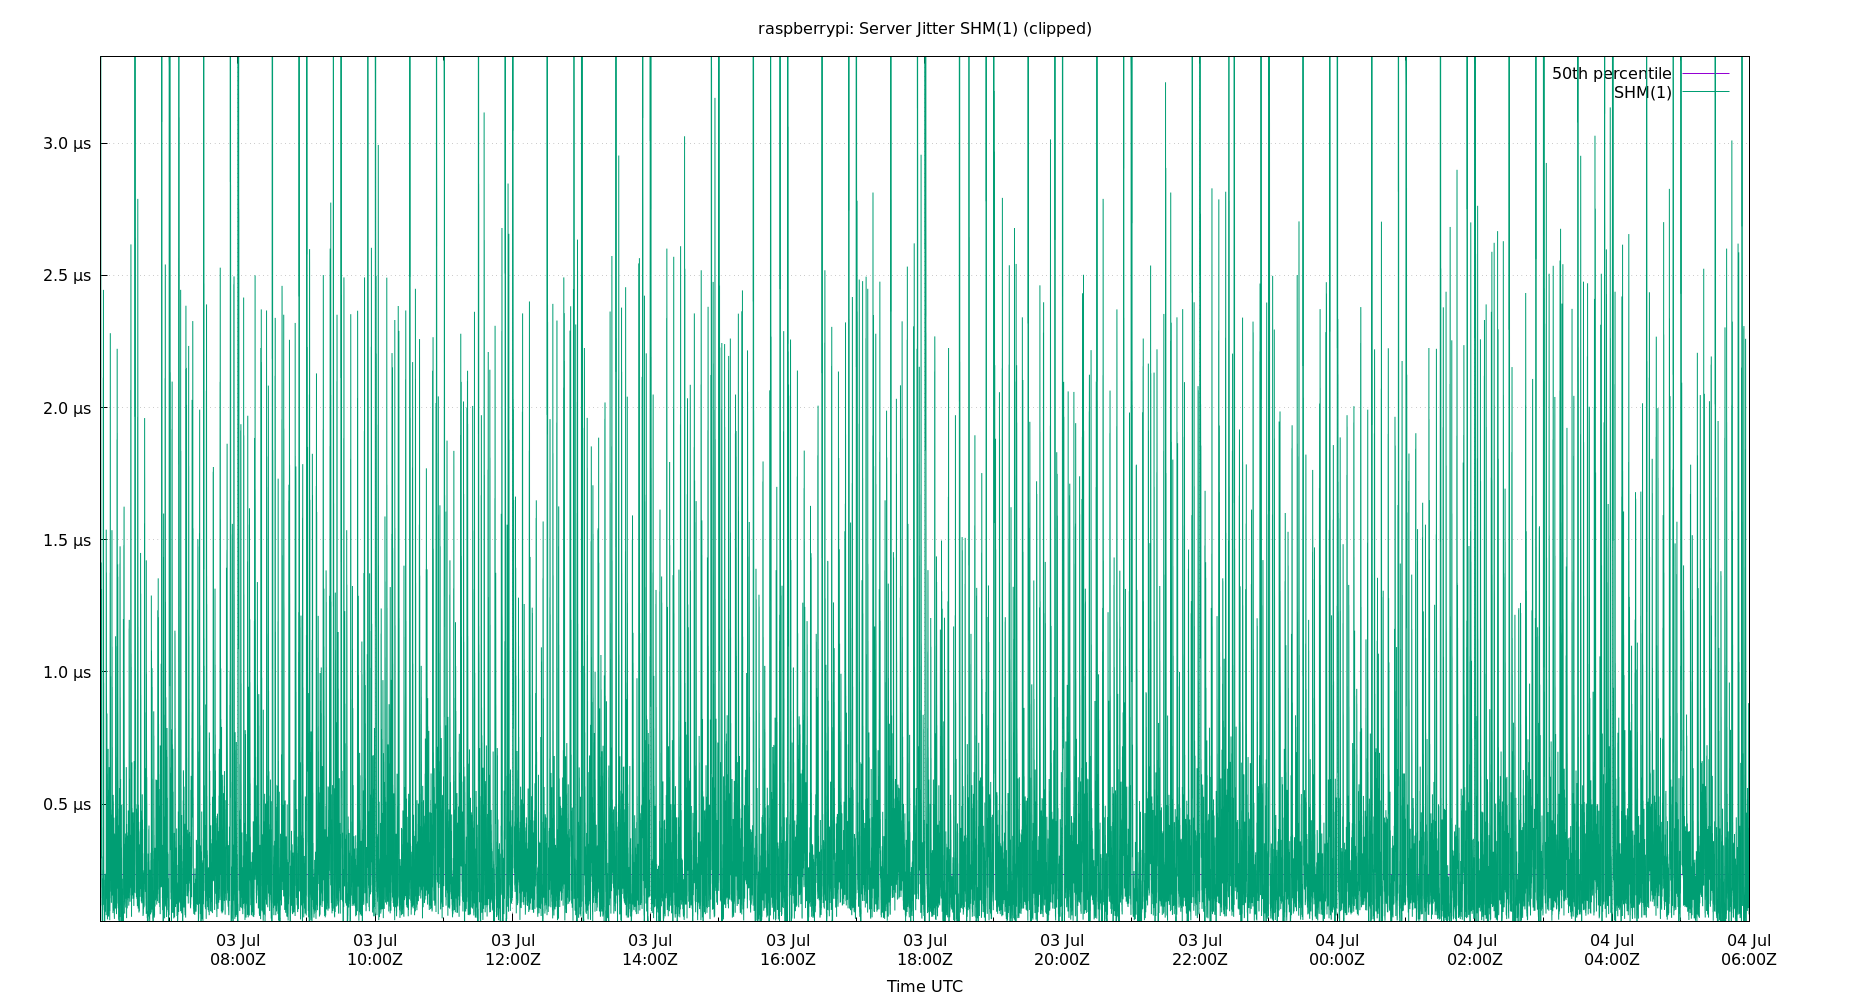 raspberrypi: Server Jitter SHM(1) (clipped)
50th percentile
SHM(1)
3.0 µs
2.5 µs
2.0 µs
1.5 µs
1.0 µs
0.5 µs
03 Jul 03 Jul 03 Jul 03 Jul 03 Jul 03 Jul 03 Jul 03 Jul 04 Jul 04 Jul 04 Jul 04 Jul
08:00Z 10:00Z 12:00Z 14:00Z 16:00Z 18:00Z 20:00Z 22:00Z 00:00Z 02:00Z 04:00Z 06:00Z
Time UTC